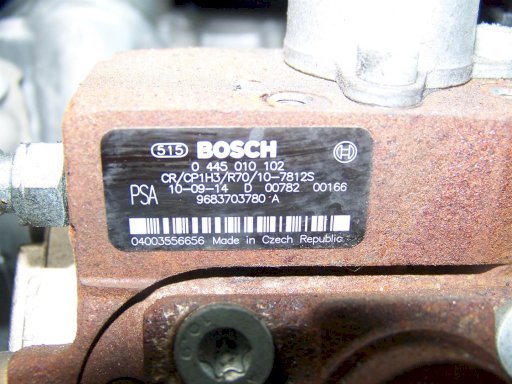 515 BOSCH
0 445 010 102
CR/CP1H3/R70/10-7812S
PSA 10-09-14 D 00782 00166
9683703780 A
04003556656 Made in Czech Republic